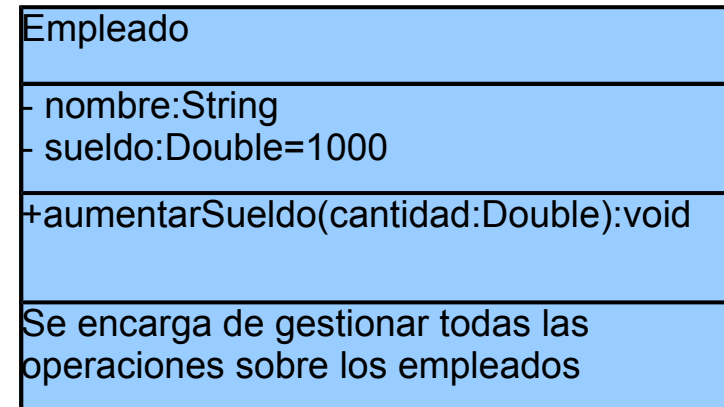 Empleado
- nombre:String
- sueldo:Double=1000
+aumentarSueldo(cantidad:Double):void
Se encarga de gestionar todas las
operaciones sobre los empleados